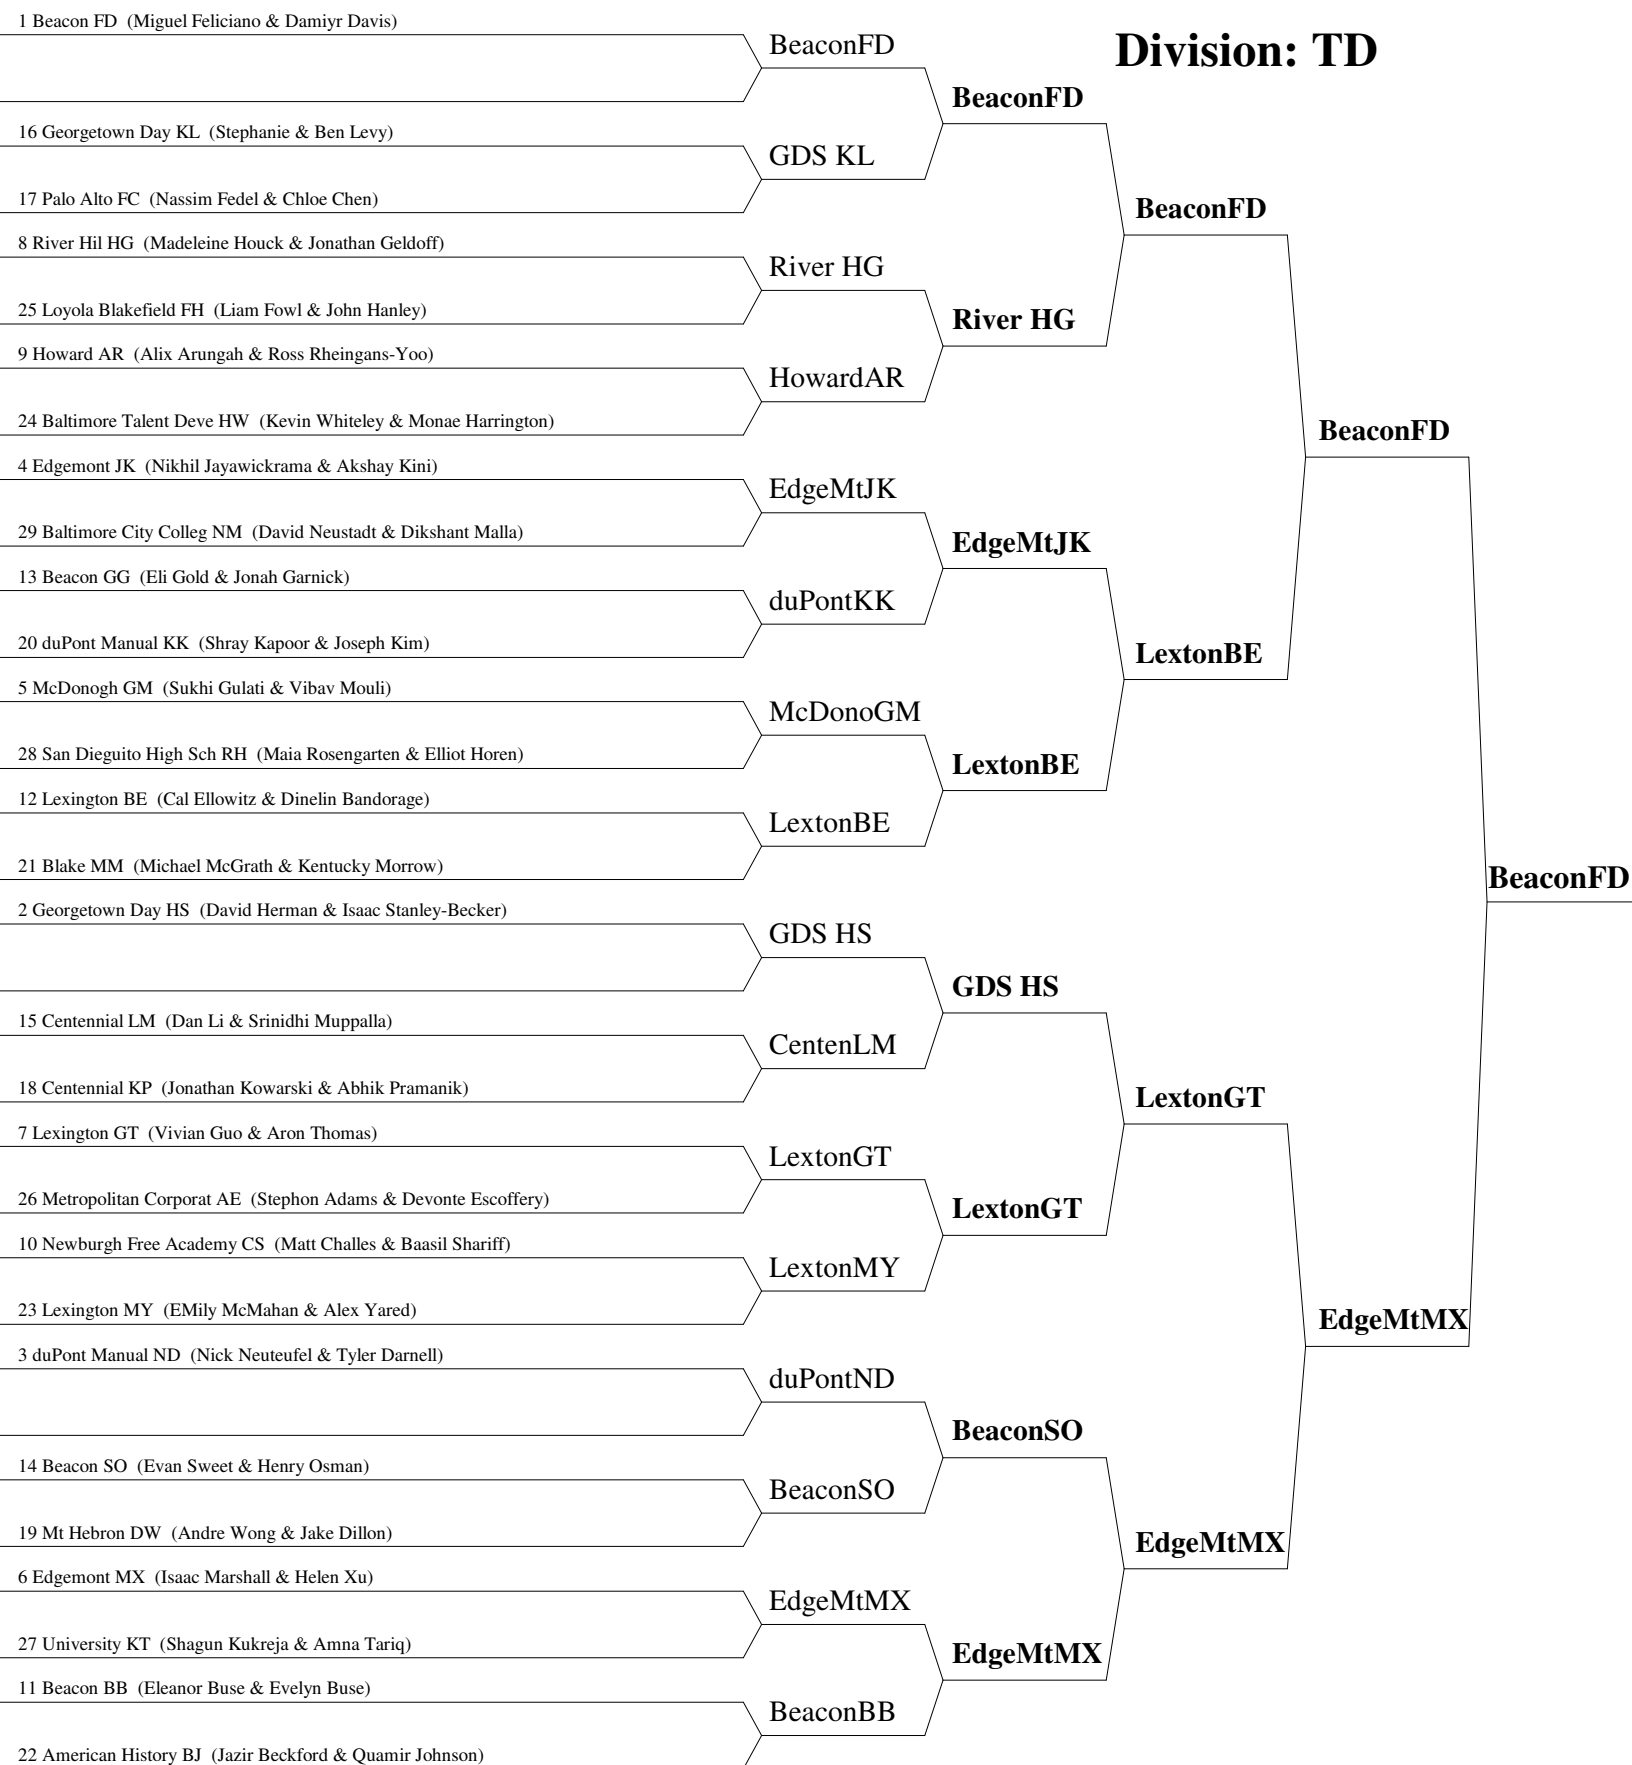 1 Beacon FD (Miguel Feliciano & Damiyr Davis)
BeaconFD
Division: TD
BeaconFD
16 Georgetown Day KL (Stephanie & Ben Levy)
GDS KL
17 Palo Alto FC (Nassim Fedel & Chloe Chen)
BeaconFD
8 River Hil HG (Madeleine Houck & Jonathan Geldoff)
River HG
25 Loyola Blakefield FH (Liam Fowl & John Hanley)
River HG
9 Howard AR (Alix Arungah & Ross Rheingans-Yoo)
HowardAR
24 Baltimore Talent Deve HW (Kevin Whiteley & Monae Harrington)
BeaconFD
4 Edgemont JK (Nikhil Jayawickrama & Akshay Kini)
EdgeMtJK
29 Baltimore City Colleg NM (David Neustadt & Dikshant Malla)
EdgeMtJK
13 Beacon GG (Eli Gold & Jonah Garnick)
duPontKK
20 duPont Manual KK (Shray Kapoor & Joseph Kim)
LextonBE
5 McDonogh GM (Sukhi Gulati & Vibav Mouli)
McDonoGM
28 San Dieguito High Sch RH (Maia Rosengarten & Elliot Horen)
LextonBE
12 Lexington BE (Cal Ellowitz & Dinelin Bandorage)
LextonBE
21 Blake MM (Michael McGrath & Kentucky Morrow)
BeaconFD
2 Georgetown Day HS (David Herman & Isaac Stanley-Becker)
GDS HS
GDS HS
15 Centennial LM (Dan Li & Srinidhi Muppalla)
CentenLM
18 Centennial KP (Jonathan Kowarski & Abhik Pramanik)
LextonGT
7 Lexington GT (Vivian Guo & Aron Thomas)
LextonGT
26 Metropolitan Corporat AE (Stephon Adams & Devonte Escoffery)
LextonGT
10 Newburgh Free Academy CS (Matt Challes & Baasil Shariff)
LextonMY
23 Lexington MY (EMily McMahan & Alex Yared)
EdgeMtMX
3 duPont Manual ND (Nick Neuteufel & Tyler Darnell)
duPontND
BeaconSO
14 Beacon SO (Evan Sweet & Henry Osman)
BeaconSO
19 Mt Hebron DW (Andre Wong & Jake Dillon)
EdgeMtMX
6 Edgemont MX (Isaac Marshall & Helen Xu)
EdgeMtMX
27 University KT (Shagun Kukreja & Amna Tariq)
EdgeMtMX
11 Beacon BB (Eleanor Buse & Evelyn Buse)
BeaconBB
22 American History BJ (Jazir Beckford & Quamir Johnson)